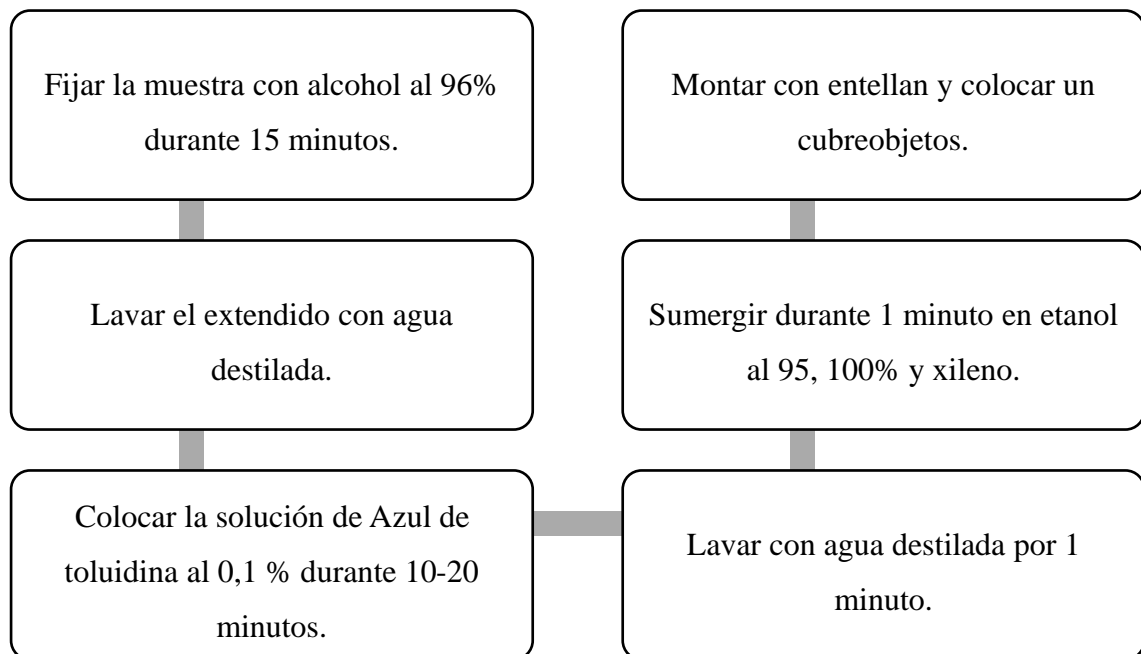 Fijar la muestra con alcohol al 96%
durante 15 minutos.
Lavar el extendido con agua
destilada.
Colocar la solución de Azul de
toluidina al 0,1 % durante 10-20
minutos.
Lavar con agua destilada por 1
minuto.
Sumergir durante 1 minuto en etanol
al 95, 100% y xileno.
Montar con entellan y colocar un
cubreobjetos.